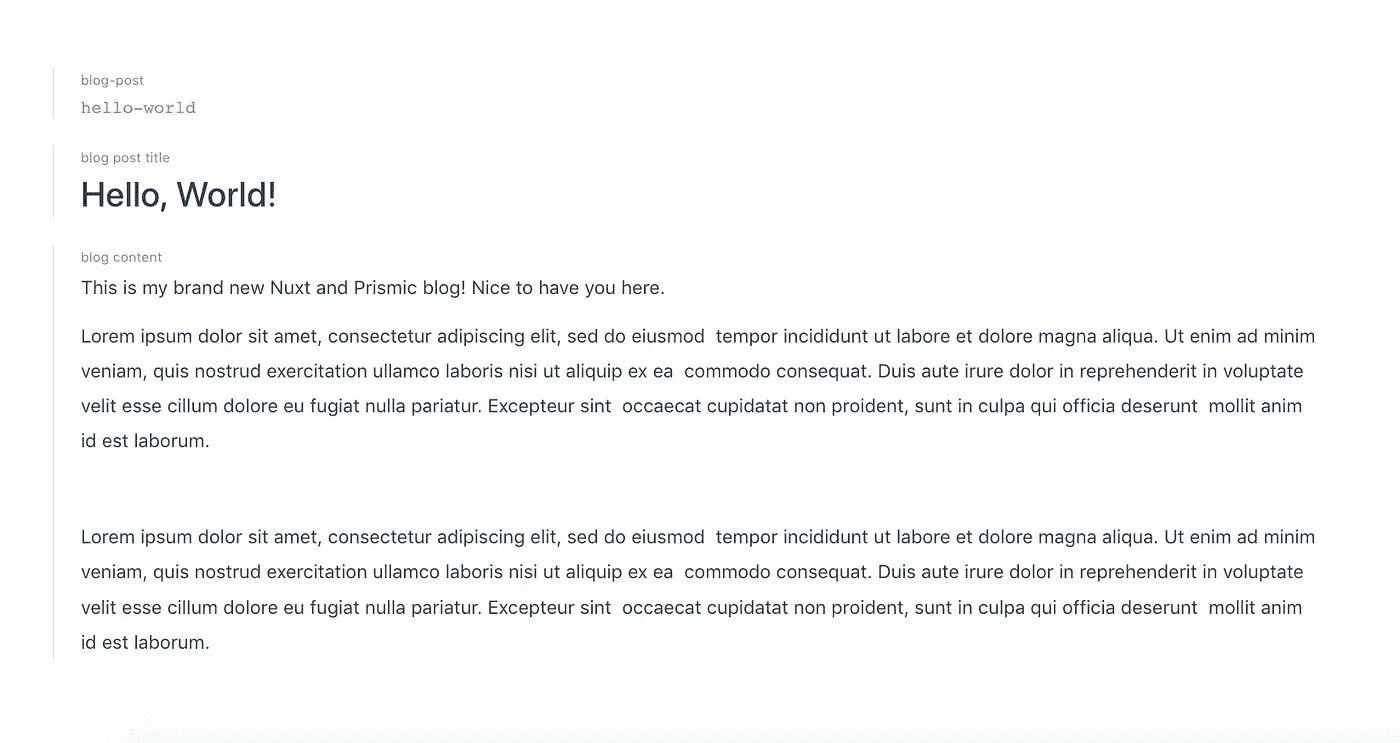 blog-post
hello-world
blog post title
Hello, World!
blog content
This is my brand new Nuxt and Prismic blog! Nice to have you here.
Lorem ipsum dolor sit amet, consectetur adipiscing elit, sed do eiusmod  tempor incididunt ut labore et dolore magna aliqua. Ut enim ad minim
veniam, quis nostrud exercitation ullamco laboris nisi ut aliquip ex ea  commodo consequat. Duis aute irure dolor in reprehenderit in voluptate
velit esse cillum dolore eu fugiat nulla pariatur. Excepteur sint  occaecat cupidatat non proident, sunt in culpa qui officia deserunt  mollit anim
id est laborum.
Lorem ipsum dolor sit amet, consectetur adipiscing elit, sed do eiusmod  tempor incididunt ut labore et dolore magna aliqua. Ut enim ad minim
veniam, quis nostrud exercitation ullamco laboris nisi ut aliquip ex ea  commodo consequat. Duis aute irure dolor in reprehenderit in voluptate
velit esse cillum dolore eu fugiat nulla pariatur. Excepteur sint  occaecat cupidatat non proident, sunt in culpa qui officia deserunt  mollit anim
id est laborum.